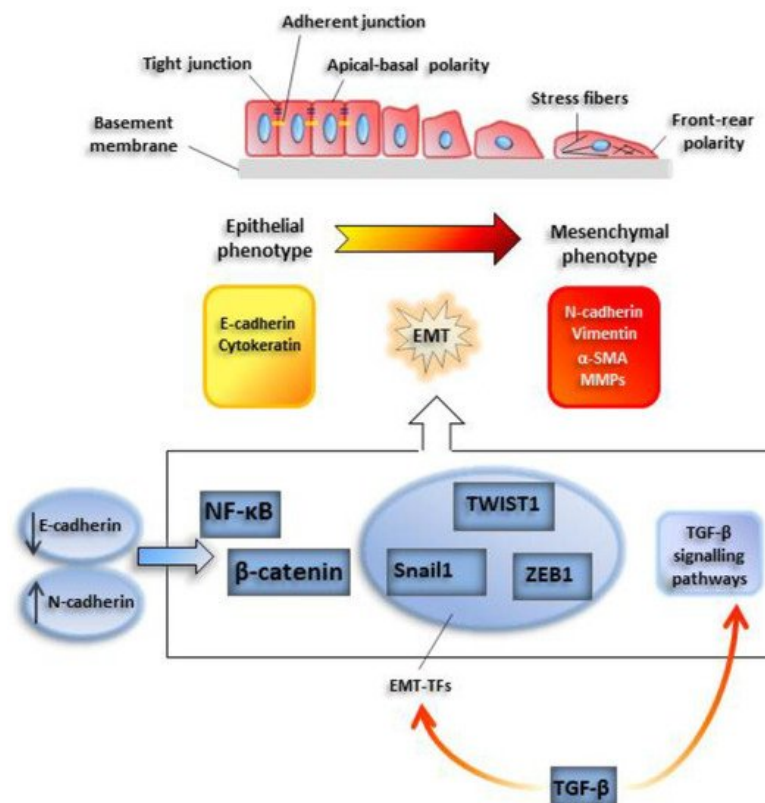 Adherent junction
Tight junction
Apical-basal polarity
Stress fibers
Basement
membrane
Front-rear
polarity
Epithelial
phenotype
Mesenchymal
phenotype
E-cadherin
Cytokeratin
EMT
N-cadherin
Vimentin
α-SMA
MMPs
E-cadherin
N-cadherin
NF-κB
β-catenin
TWIST1
Snail1
ZEB1
TGF-β
signalling
pathways
EMT-TFs
TGF-β